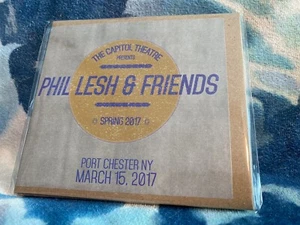 THE CAPITOL THEATRE
PRESENTS
PHIL LESH & FRIENDS
SPRING 2017
PORT CHESTER NY
MARCH 15, 2017